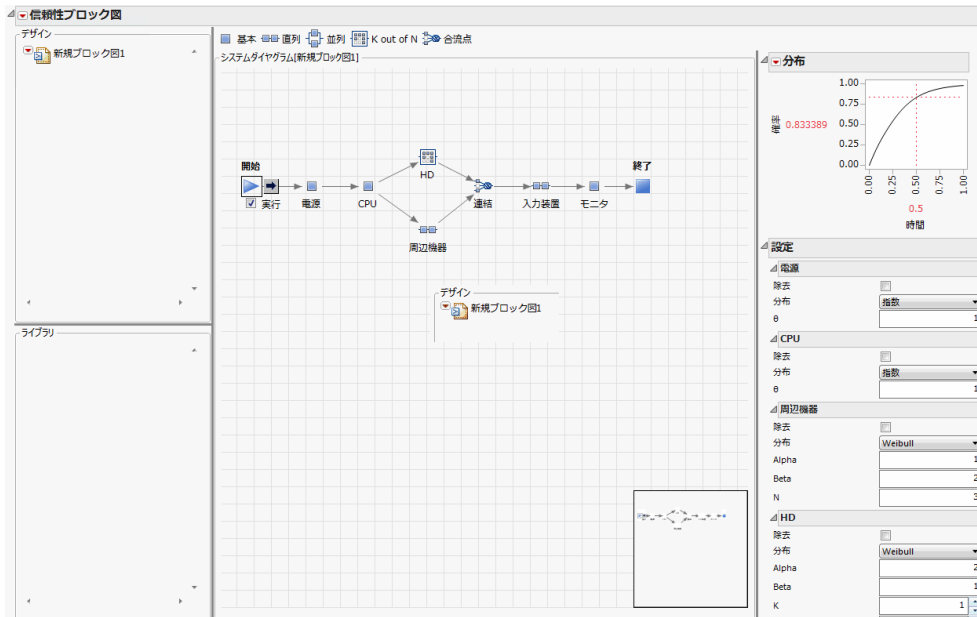 信頼性ブロック図
デザイン
新規ブロック図1
ライブラリ
基本 直列 並列 K out of N 合流点
システムダイヤグラム[新規ブロック図1]
開始
実行
電源
CPU
HD
周辺機器
連結
入力装置
モニタ
終了
デザイン
新規ブロック図1
分布
確率
0.833389
1.00
0.75
0.50
0.25
0.00
0.00
0.25
0.50
0.75
1.00
0.5
時間
設定
電源
除去
分布 指数
θ 1
CPU
除去
分布 指数
θ 1
周辺機器
除去
分布 Weibull
Alpha 1
Beta 2
N 3
HD
除去
分布 Weibull
Alpha 2
Beta 1
K 1